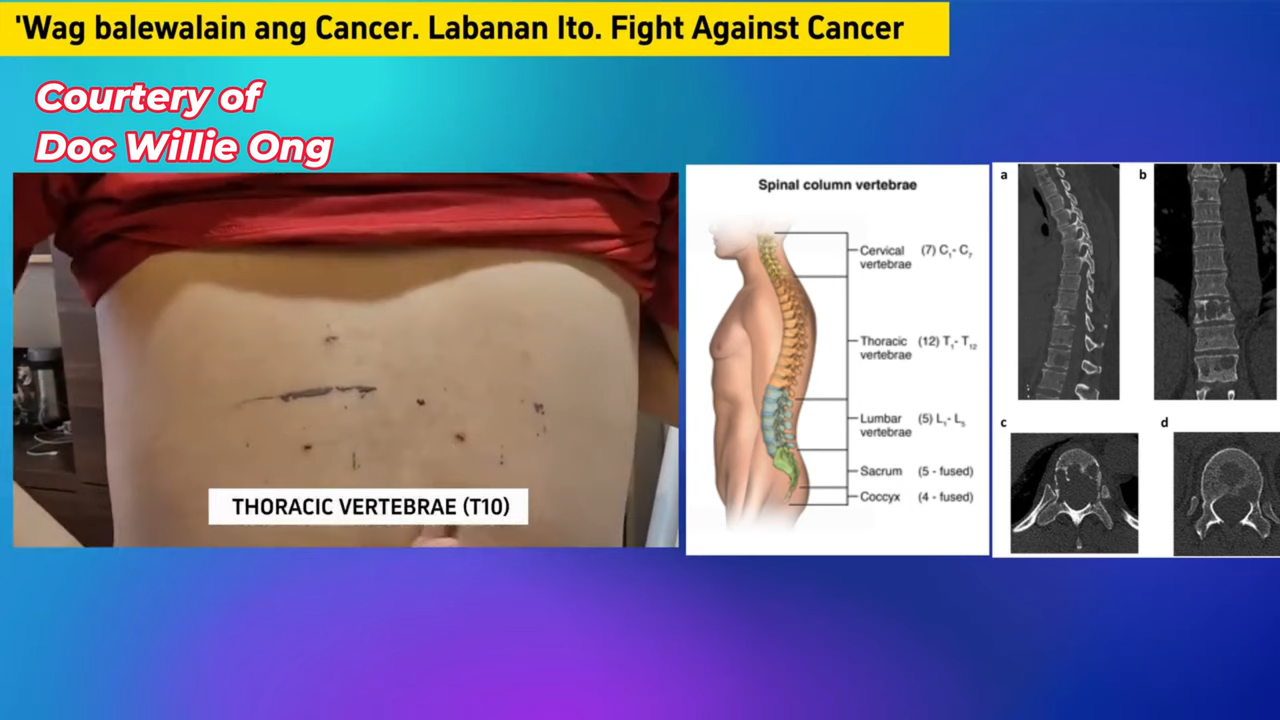 'Wag balewalain ang Cancer. Labanan Ito. Fight Against Cancer
Courtery of
Doc Willie Ong
THORACIC VERTEBRAE (T10)
Spinal column vertebrae
Cervical (7) C₁- C₇
vertebrae
Thoracic (12) T₁- T₁₂
vertebrae
Lumbar (5) L₁- L₅
vertebrae
Sacrum (5 - fused)
Coccyx (4 - fused)
a
b
c
d